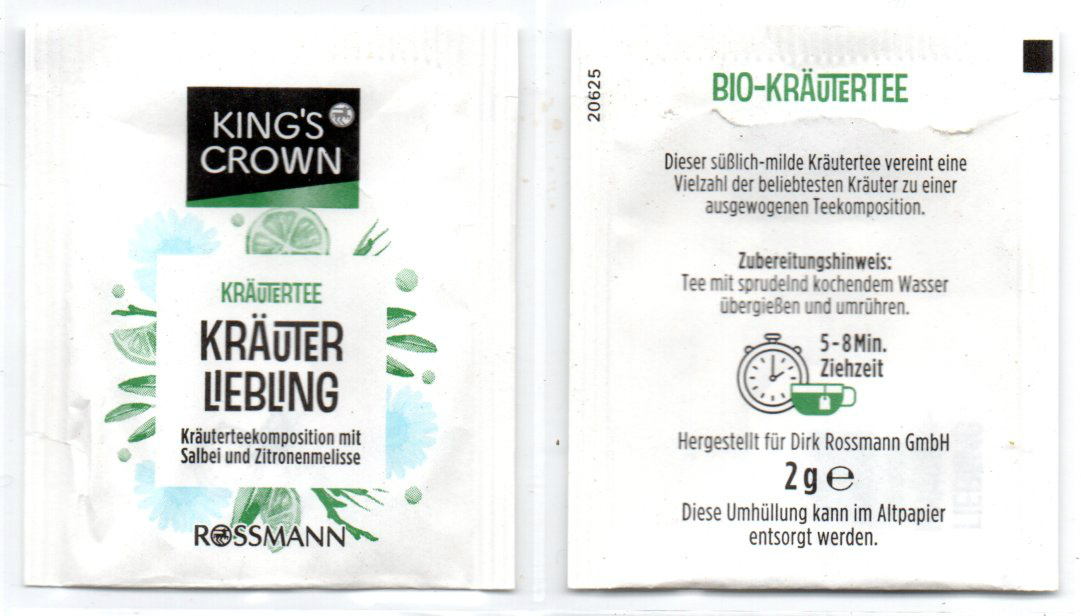 KING'S
CROWN
KRÄUTERTEE
KRÄUTER
LIEBLING
Kräuterteekomposition mit
Salbei und Zitronenmelisse
ROSSMANN
20625
BIO-KRÄUTERTEE
Dieser süßlich-milde Kräutertee vereint eine
Vielzahl der beliebtesten Kräuter zu einer
ausgewogenen Teekomposition.
Zubereitungshinweis:
Tee mit sprudelnd kochendem Wasser
übergießen und umrühren.
5-8 Min.
Ziehzeit
Hergestellt für Dirk Rossmann GmbH
2 g ℮
Diese Umhüllung kann im Altpapier
entsorgt werden.